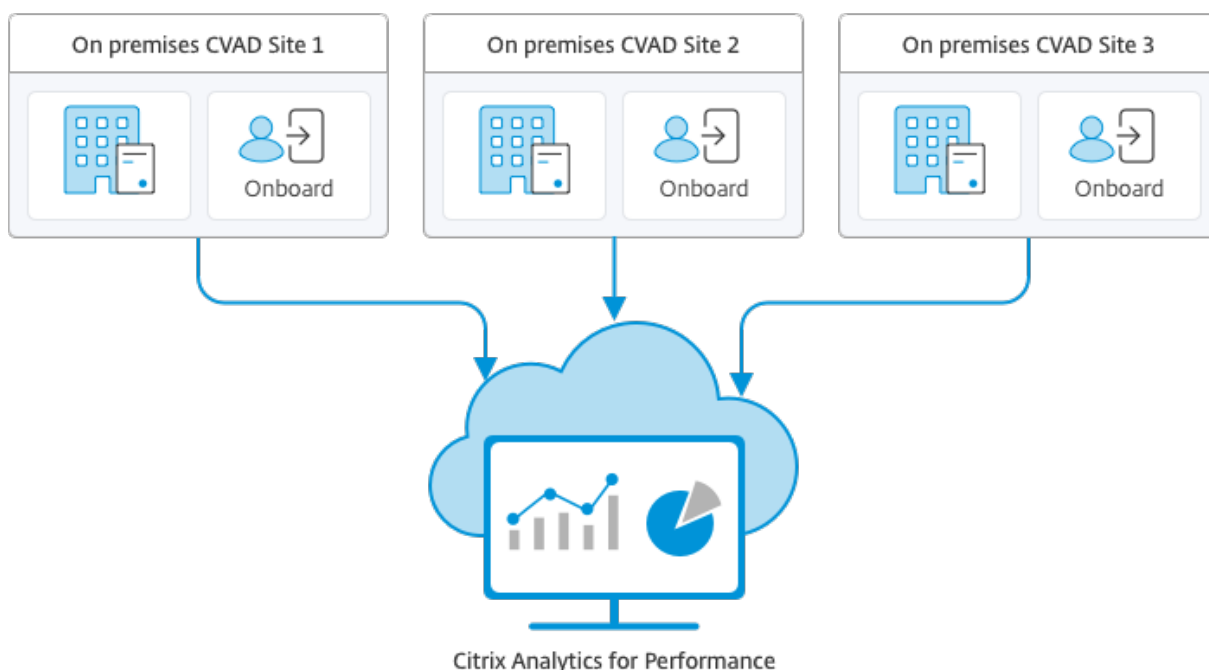 On premises CVAD Site 1
On premises CVAD Site 2
On premises CVAD Site 3
Onboard
Onboard
Onboard
Citrix Analytics for Performance